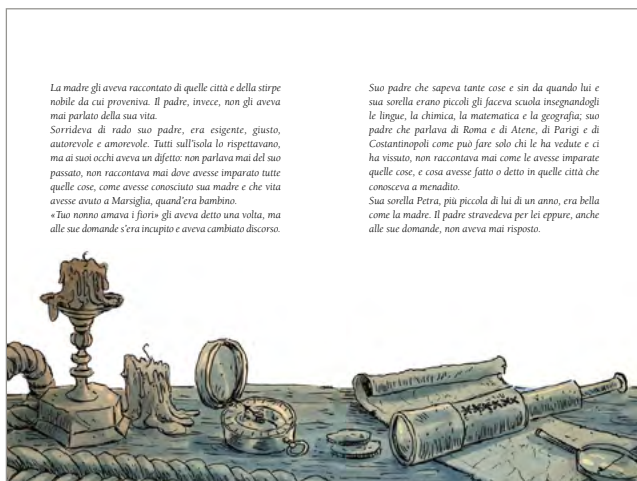 La madre gli aveva raccontato di quelle città e della stirpe
nobile da cui proveniva. Il padre, invece, non gli aveva
mai parlato della sua vita.
Sorrideva di rado suo padre, era esigente, giusto,
autorevole e amorevole. Tutti sull'isola lo rispettavano,
ma ai suoi occhi aveva un difetto: non parlava mai del suo
passato, non raccontava mai dove avesse imparato tutte
quelle cose, come avesse conosciuto sua madre e che vita
avesse avuto a Marsiglia, quand'era bambino.
«Tuo nonno amava i fiori» gli aveva detto una volta, ma
alle sue domande s'era incupito e aveva cambiato discorso.
Suo padre che sapeva tante cose e sin da quando lui e
sua sorella erano piccoli gli faceva scuola insegnandogli
le lingue, la chimica, la matematica e la geografia; suo
padre che parlava di Roma e di Atene, di Parigi e di
Costantinopoli come può fare solo chi le ha vedute e ci
ha vissuto, non raccontava mai come le avesse imparate
quelle cose, e cosa avesse fatto o detto in quelle città che
conosceva a menadito.
Sua sorella Petra, più piccola di lui di un anno, era bella
come la madre. Il padre stravedeva per lei eppure, anche
alle sue domande, non aveva mai risposto.